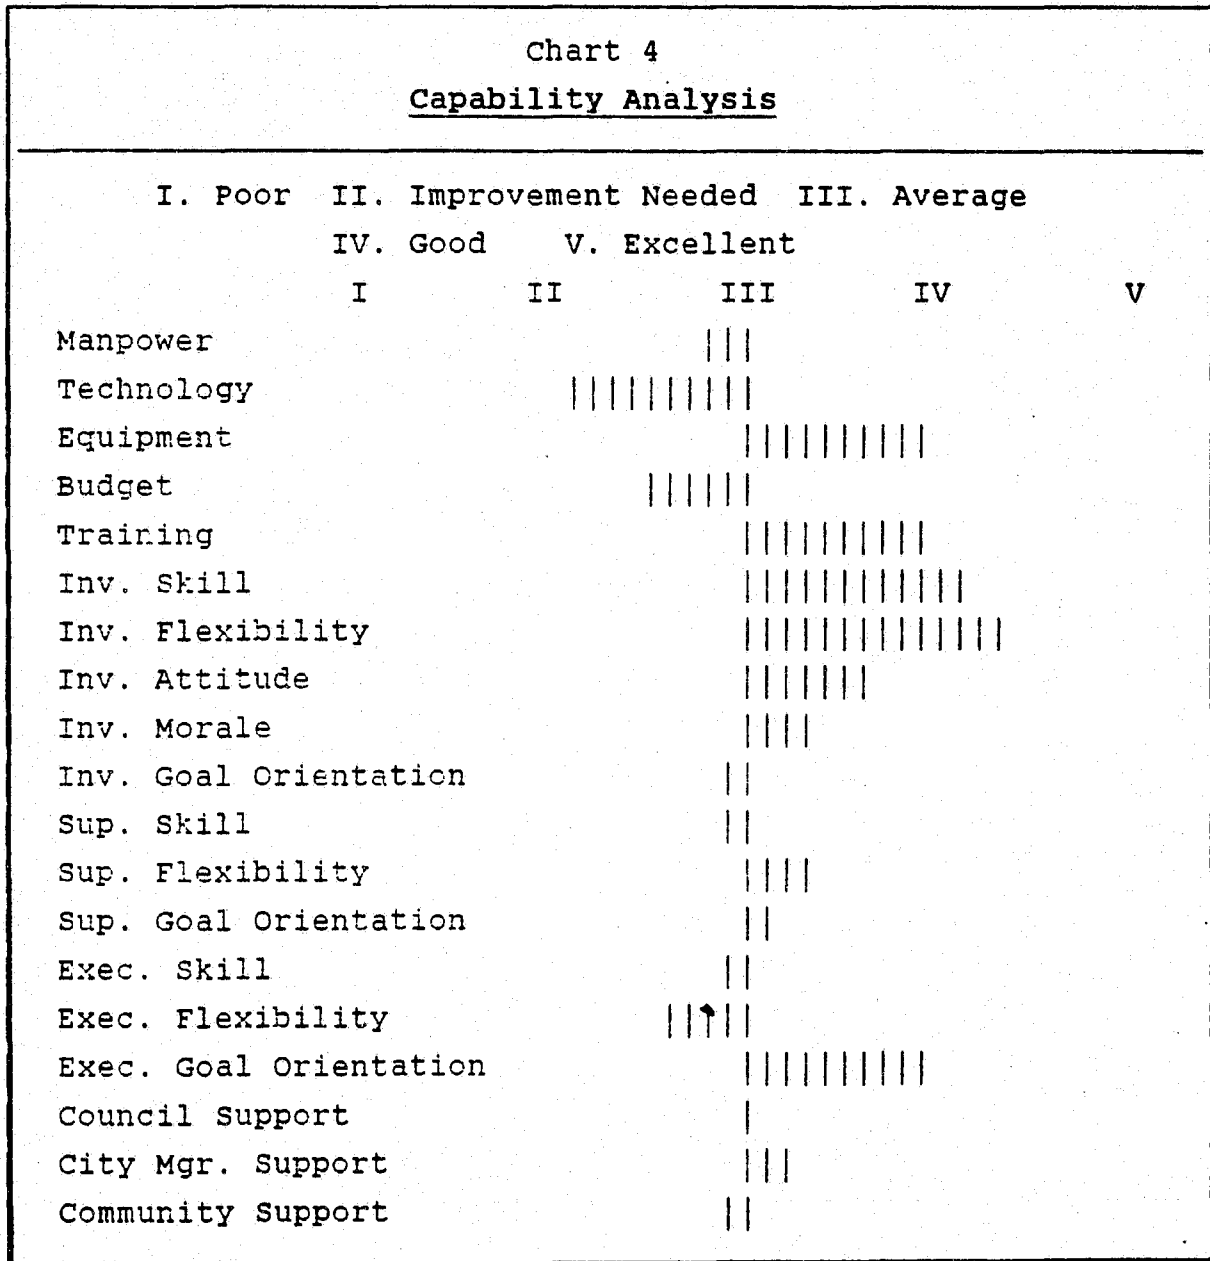 Chart 4
Capability Analysis
I. Poor II. Improvement Needed III. Average
IV. Good V. Excellent
I II III IV V
Manpower |||
Technology ||||||||||
Equipment ||||||||||
Budget ||||||
Training ||||||||||
Inv. Skill ||||||||||||
Inv. Flexibility ||||||||||||||
Inv. Attitude |||||||
Inv. Morale ||||
Inv. Goal Orientation ||
Sup. Skill ||
Sup. Flexibility ||||
Sup. Goal Orientation ||
Exec. Skill ||
Exec. Flexibility |||||
Exec. Goal Orientation ||||||||||
Council Support |
City Mgr. Support |||
Community Support ||